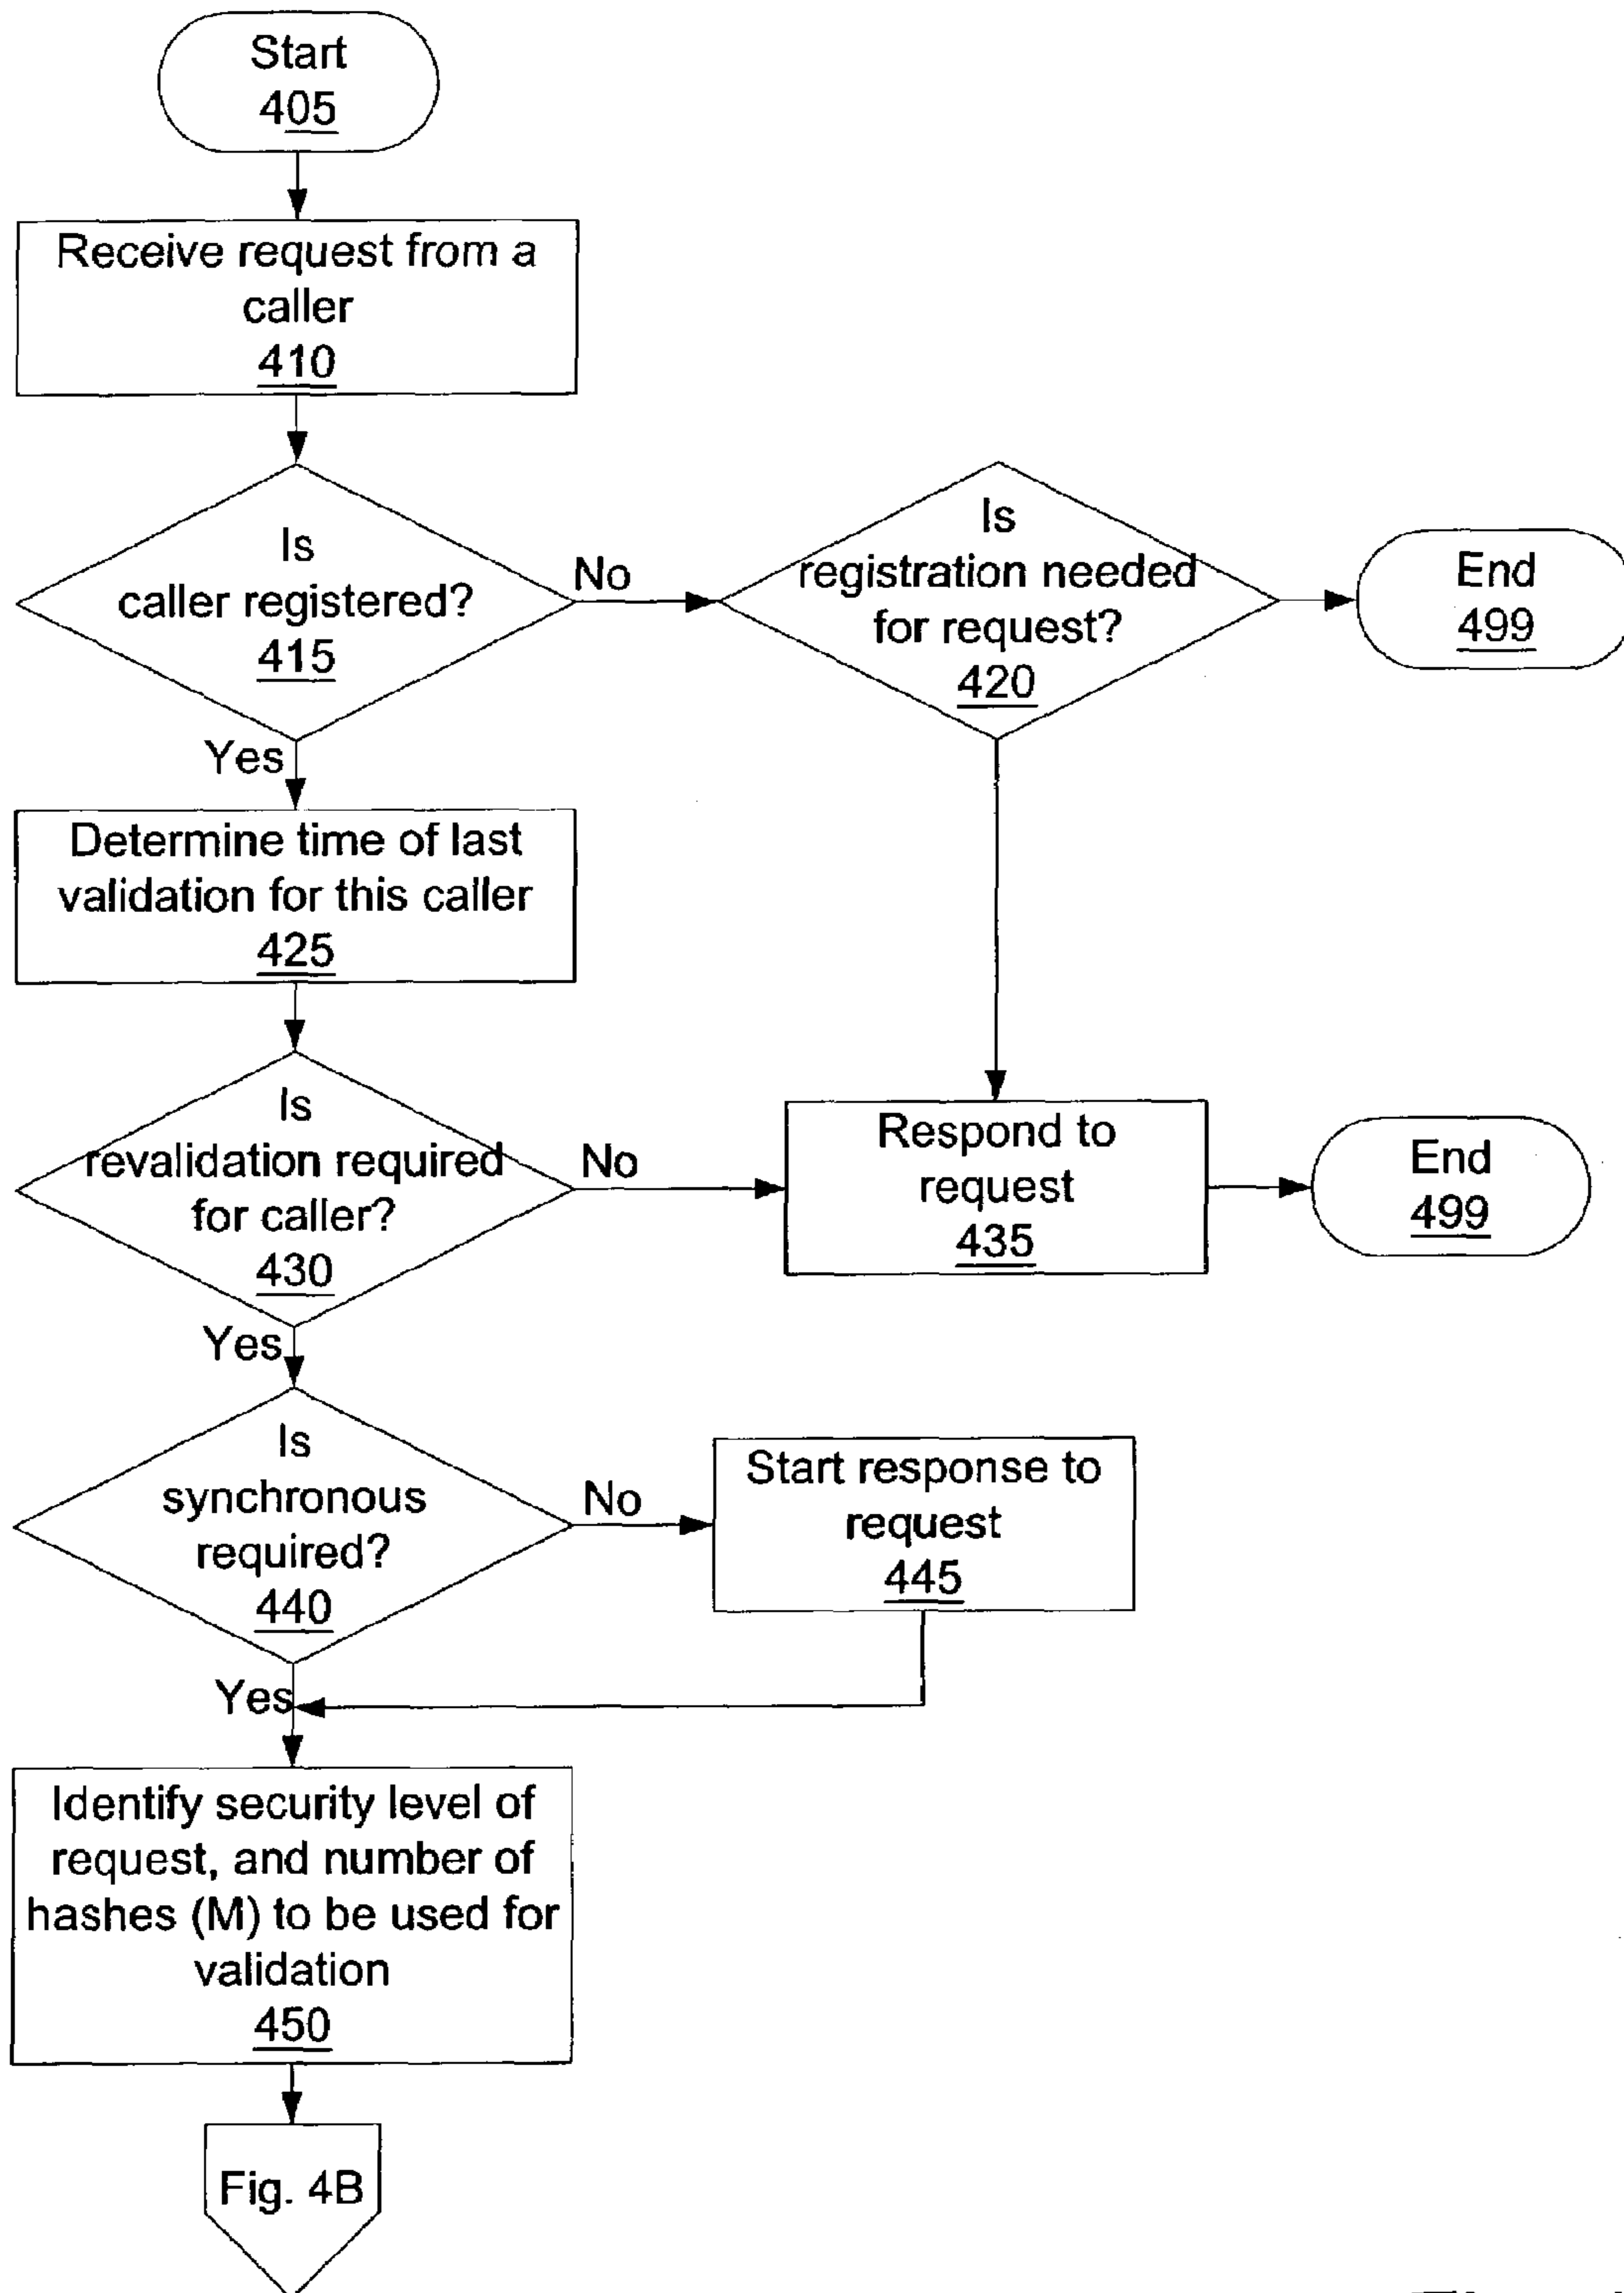 Start
405
Receive request from a
caller
410
Is
caller registered?
415
No
Is
registration needed
for request?
420
End
499
Yes
Determine time of last
validation for this caller
425
Is
revalidation required
for caller?
430
No
Respond to
request
435
End
499
Yes
Is
synchronous
required?
440
No
Start response to
request
445
Yes
Identify security level of
request, and number of
hashes (M) to be used for
validation
450
Fig. 4B